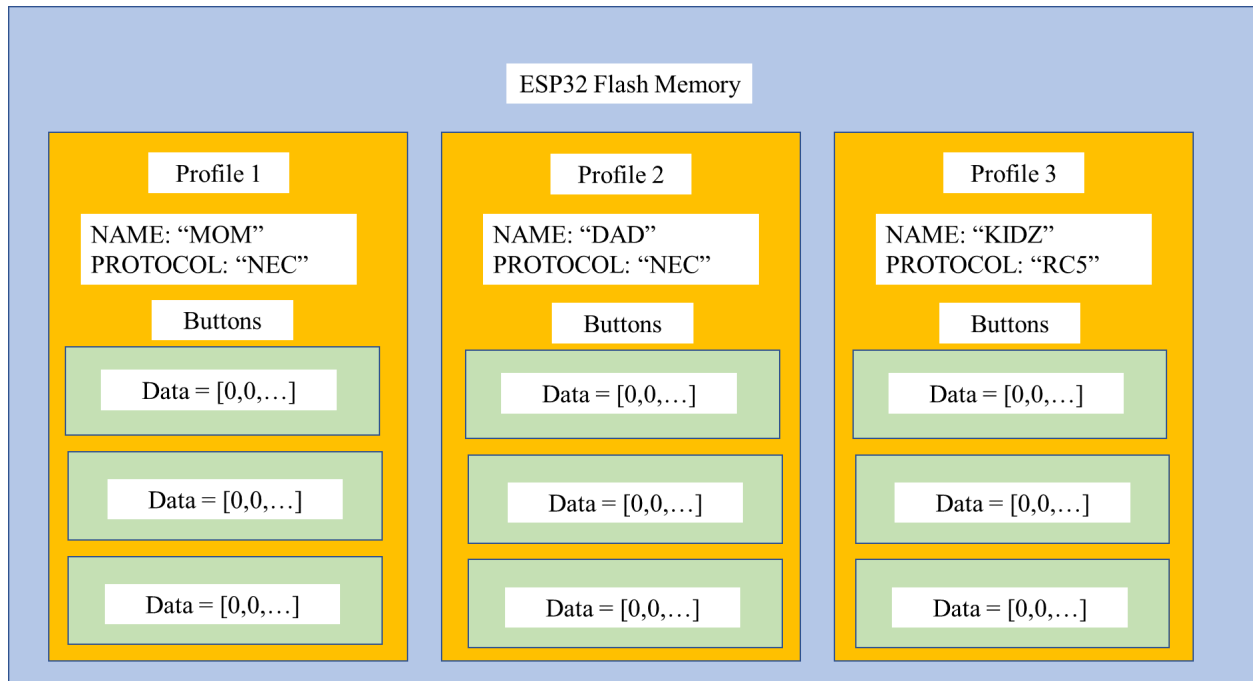 ESP32 Flash Memory
Profile 1
NAME: “MOM”
PROTOCOL: “NEC”
Buttons
Data = [0,0,…]
Data = [0,0,…]
Data = [0,0,…]
Profile 2
NAME: “DAD”
PROTOCOL: “NEC”
Buttons
Data = [0,0,…]
Data = [0,0,…]
Data = [0,0,…]
Profile 3
NAME: “KIDZ”
PROTOCOL: “RC5”
Buttons
Data = [0,0,…]
Data = [0,0,…]
Data = [0,0,…]